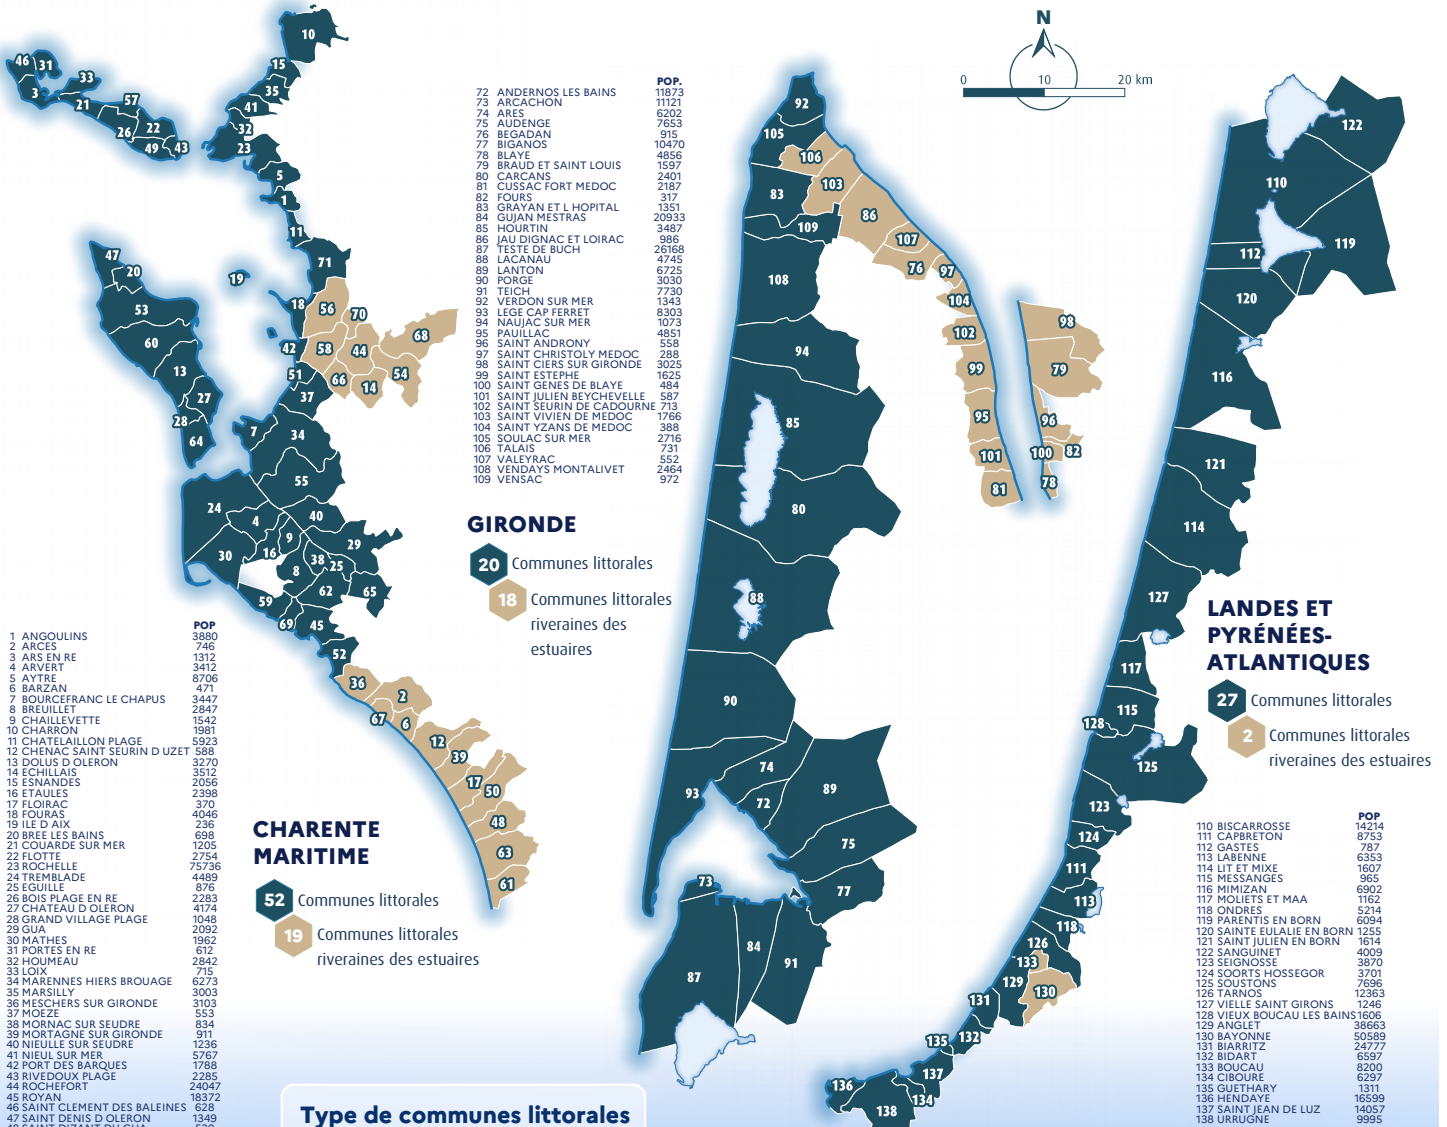 POP.
72 ANDERNOS LES BAINS 11873
73 ARCACHON 11121
74 ARES 6202
75 AUDENGE 7653
76 BEGADAN 915
77 BIGANOS 10470
78 BLAYE 4856
79 BRAUD ET SAINT LOUIS 1597
80 CARCANS 2401
81 CUSSAC FORT MEDOC 2187
82 FOURS 317
83 GRAYAN ET L HOPITAL 1351
84 GUJAN MESTRAS 20933
85 HOURTIN 3487
86 JAU DIGNAC ET LOIRAC 986
87 TESTE DE BUCH 26168
88 LACANAU 4745
89 LANTON 6725
90 PORGE 3030
91 TEICH 7730
92 VERDON SUR MER 1343
93 LEGE CAP FERRET 8303
94 NAUJAC SUR MER 1073
95 PAUILLAC 4851
96 SAINT ANDRONY 558
97 SAINT CHRISTOLY MEDOC 288
98 SAINT CIERS SUR GIRONDE 3025
99 SAINT ESTEPHE 1625
100 SAINT GENES DE BLAYE 484
101 SAINT JULIEN BEYCHEVELLE 587
102 SAINT SEURIN DE CADOURNE 713
103 SAINT VIVIEN DE MEDOC 1766
104 SAINT YZANS DE MEDOC 388
105 SOULAC SUR MER 2716
106 TALAIS 731
107 VALEYRAC 552
108 VENDAYS MONTALIVET 2464
109 VENSAC 972
GIRONDE
20 Communes littorales
18 Communes littorales
riveraines des
estuaires
N
0 10 20 km
POP
1 ANGOULINS 3880
2 ARCES 746
3 ARS EN RE 1312
4 ARVERT 3412
5 AYTRE 8706
6 BARZAN 471
7 BOURCEFRANC LE CHAPUS 3447
8 BREUILLET 2847
9 CHAILLEVETTE 1542
10 CHARRON 1981
11 CHATELAILLON PLAGE 5923
12 CHENAC SAINT SEURIN D UZET 588
13 DOLUS D OLERON 3270
14 ECHILLAIS 3512
15 ESNANDES 2056
16 ETAULES 2398
17 FLOIRAC 370
18 FOURAS 4046
19 ILE D AIX 236
20 BREE LES BAINS 698
21 COUARDE SUR MER 1205
22 FLOTTE 2754
23 ROCHELLE 75736
24 TREMBLADE 4489
25 EGUILLE 876
26 BOIS PLAGE EN RE 2283
27 CHATEAU D OLERON 4174
28 GRAND VILLAGE PLAGE 1048
29 GUA 2092
30 MATHES 1962
31 PORTES EN RE 612
32 HOUMEAU 2842
33 LOIX 715
34 MARENNES HIERS BROUAGE 6273
35 MARSILLY 3003
36 MESCHERS SUR GIRONDE 3103
37 MOEZE 553
38 MORNAC SUR SEUDRE 834
39 MORTAGNE SUR GIRONDE 911
40 NIEULLE SUR SEUDRE 1236
41 NIEUL SUR MER 5767
42 PORT DES BARQUES 1788
43 RIVEDOUX PLAGE 2285
44 ROCHEFORT 24047
45 ROYAN 18372
46 SAINT CLEMENT DES BALEINES 628
47 SAINT DENIS D OLERON 1349
CHARENTE
MARITIME
52 Communes littorales
19 Communes littorales
riveraines des estuaires
Type de communes littorales
LANDES ET
PYRÉNÉES-
ATLANTIQUES
27 Communes littorales
2 Communes littorales
riveraines des estuaires
POP
110 BISCARROSSE 14214
111 CAPBRETON 8753
112 GASTES 787
113 LABENNE 6353
114 LIT ET MIXE 1607
115 MESSANGES 965
116 MIMIZAN 6902
117 MOLIETS ET MAA 1162
118 ONDRES 5214
119 PARENTIS EN BORN 6094
120 SAINTE EULALIE EN BORN 1255
121 SAINT JULIEN EN BORN 1614
122 SANGUINET 4009
123 SEIGNOSSE 3870
124 SOORTS HOSSEGOR 3701
125 SOUSTONS 7696
126 TARNOS 12363
127 VIELLE SAINT GIRONS 1246
128 VIEUX BOUCAU LES BAINS 1606
129 ANGLET 38663
130 BAYONNE 50589
131 BIARRITZ 24777
132 BIDART 6597
133 BOUCAU 8200
134 CIBOURE 6297
135 GUETHARY 1311
136 HENDAYE 16599
137 SAINT JEAN DE LUZ 14057
138 URRUGNE 9995